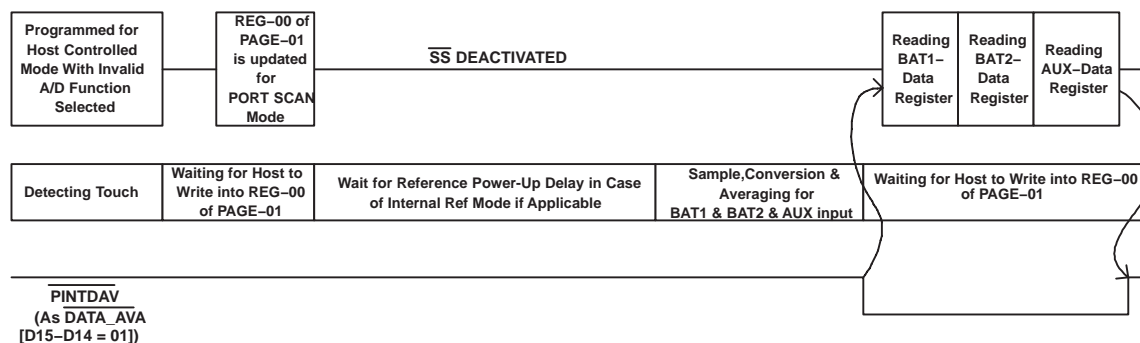 Programmed for
Host Controlled
Mode With Invalid
A/D Function
Selected
REG–00 of
PAGE–01
is updated
for
PORT SCAN
Mode
SS DEACTIVATED
Reading
BAT1–
Data
Register
Reading
BAT2–
Data
Register
Reading
AUX–Data
Register
Detecting Touch
Waiting for Host to
Write into REG–00
of PAGE–01
Wait for Reference Power-Up Delay in Case
of Internal Ref Mode if Applicable
Sample,Conversion &
Averaging for
BAT1 & BAT2 & AUX input
Waiting for Host to Write into REG–00
of PAGE–01
PINTDAV
(As DATA_AVA
[D15–D14 = 01])